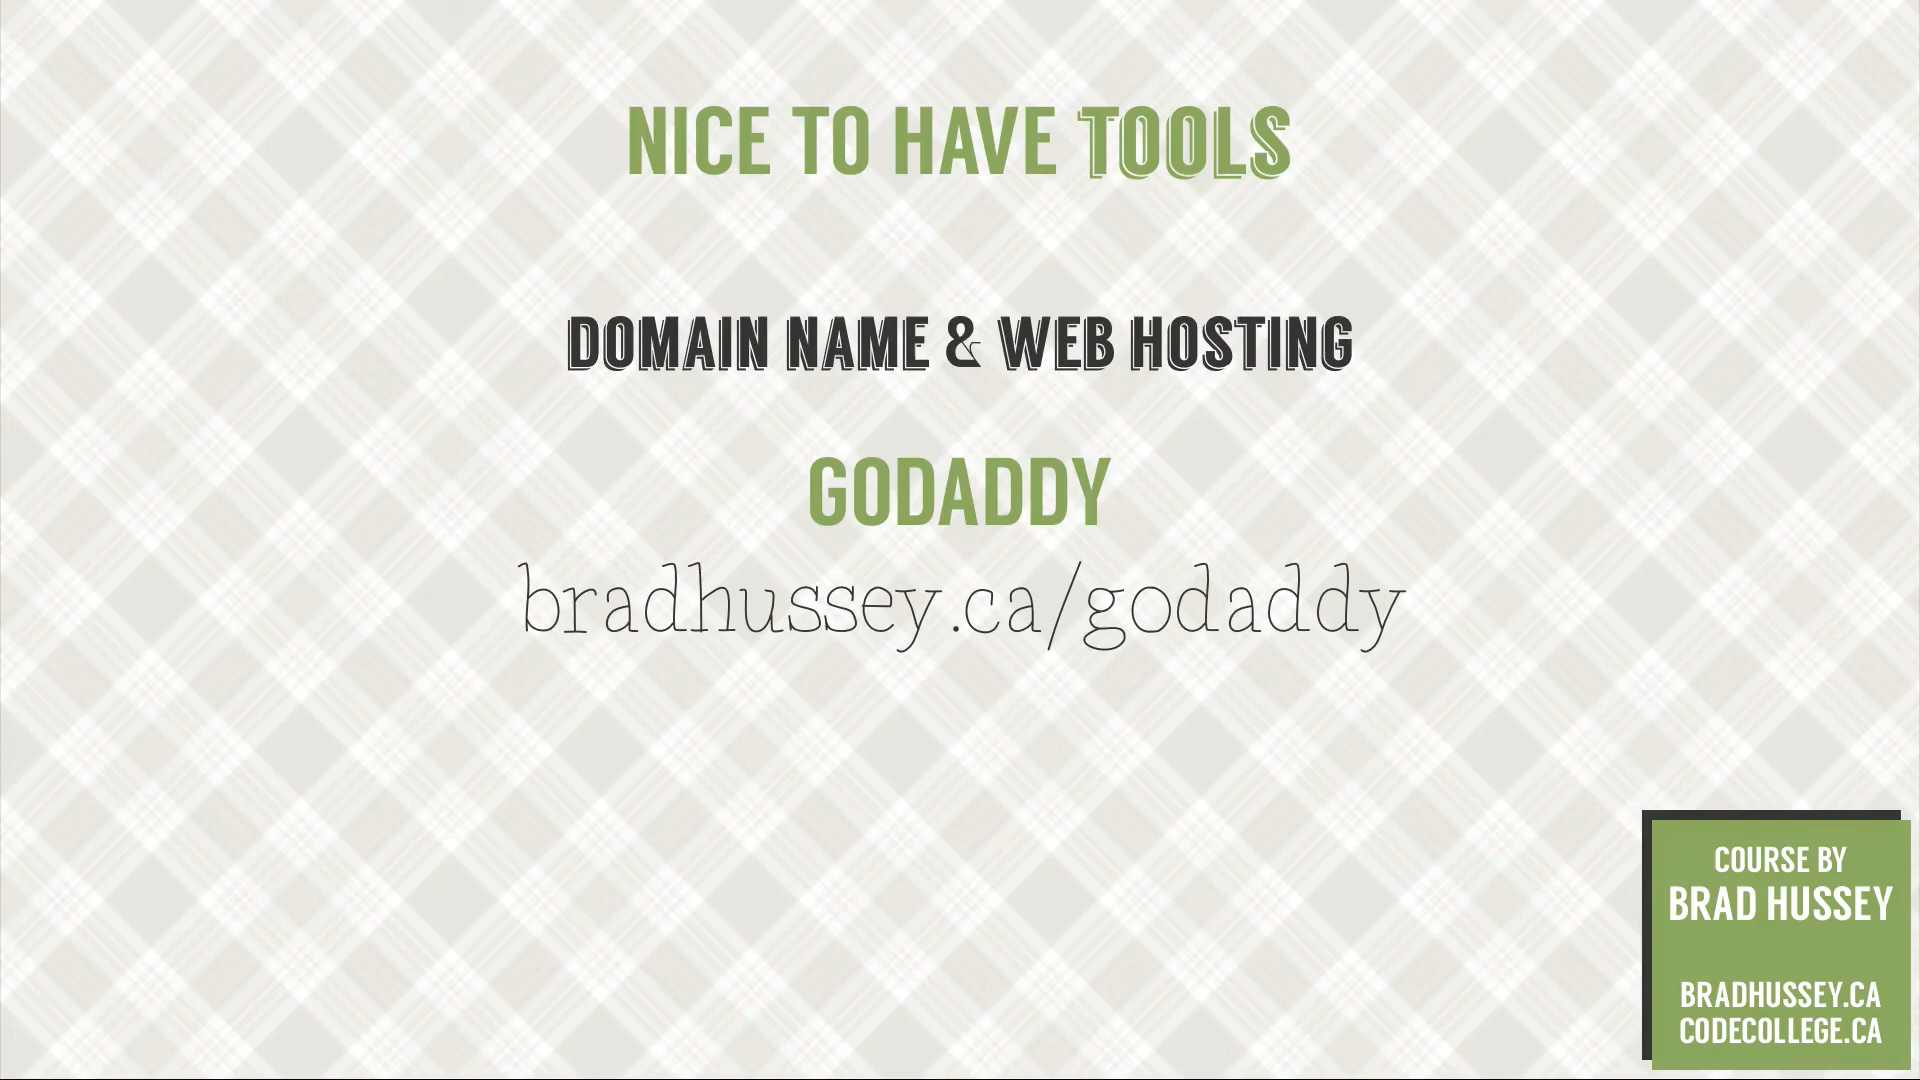 NICE TO HAVE TOOLS
DOMAIN NAME & WEB HOSTING
GODADDY
bradhussey.ca/godaddy
COURSE BY
BRAD HUSSEY
BRADHUSSEY.CA
CODECOLLEGE.CA